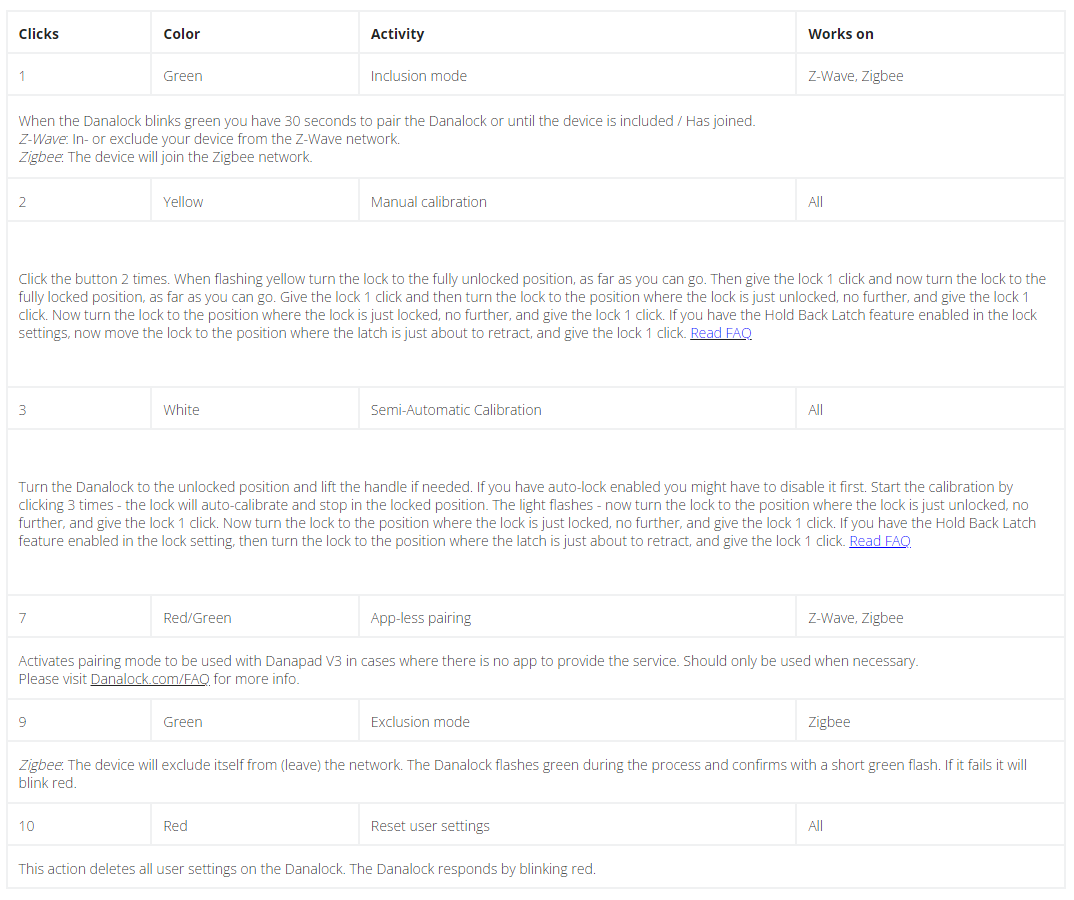 Clicks Color Activity Works on
1 Green Inclusion mode Z-Wave, Zigbee
When the Danalock blinks green you have 30 seconds to pair the Danalock or until the device is included / Has joined.
Z-Wave: In- or exclude your device from the Z-Wave network.
Zigbee: The device will join the Zigbee network.
2 Yellow Manual calibration All
Click the button 2 times. When flashing yellow turn the lock to the fully unlocked position, as far as you can go. Then give the lock 1 click and now turn the lock to the
fully locked position, as far as you can go. Give the lock 1 click and then turn the lock to the position where the lock is just unlocked, no further, and give the lock 1
click. Now turn the lock to the position where the lock is just locked, no further, and give the lock 1 click. If you have the Hold Back Latch feature enabled in the lock
settings, now move the lock to the position where the latch is just about to retract, and give the lock 1 click. Read FAQ
3 White Semi-Automatic Calibration All
Turn the Danalock to the unlocked position and lift the handle if needed. If you have auto-lock enabled you might have to disable it first. Start the calibration by
clicking 3 times - the lock will auto-calibrate and stop in the locked position. The light flashes - now turn the lock to the position where the lock is just unlocked, no
further, and give the lock 1 click. Now turn the lock to the position where the lock is just locked, no further, and give the lock 1 click. If you have the Hold Back Latch
feature enabled in the lock setting, then turn the lock to the position where the latch is just about to retract, and give the lock 1 click. Read FAQ
7 Red/Green App-less pairing Z-Wave, Zigbee
Activates pairing mode to be used with Danapad V3 in cases where there is no app to provide the service. Should only be used when necessary.
Please visit Danalock.com/FAQ for more info.
9 Green Exclusion mode Zigbee
Zigbee: The device will exclude itself from (leave) the network. The Danalock flashes green during the process and confirms with a short green flash. If it fails it will
blink red.
10 Red Reset user settings All
This action deletes all user settings on the Danalock. The Danalock responds by blinking red.